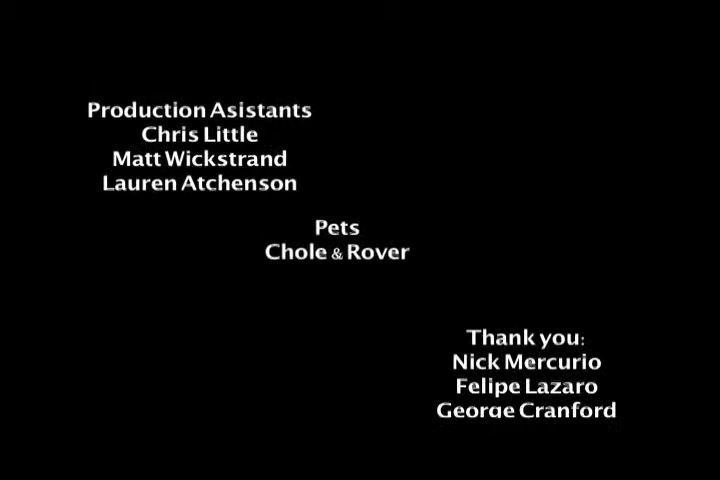 Production Asistants
Chris Little
Matt Wickstrand
Lauren Atchenson
Pets
Chole & Rover
Thank you:
Nick Mercurio
Felipe Lazaro
George Cranford